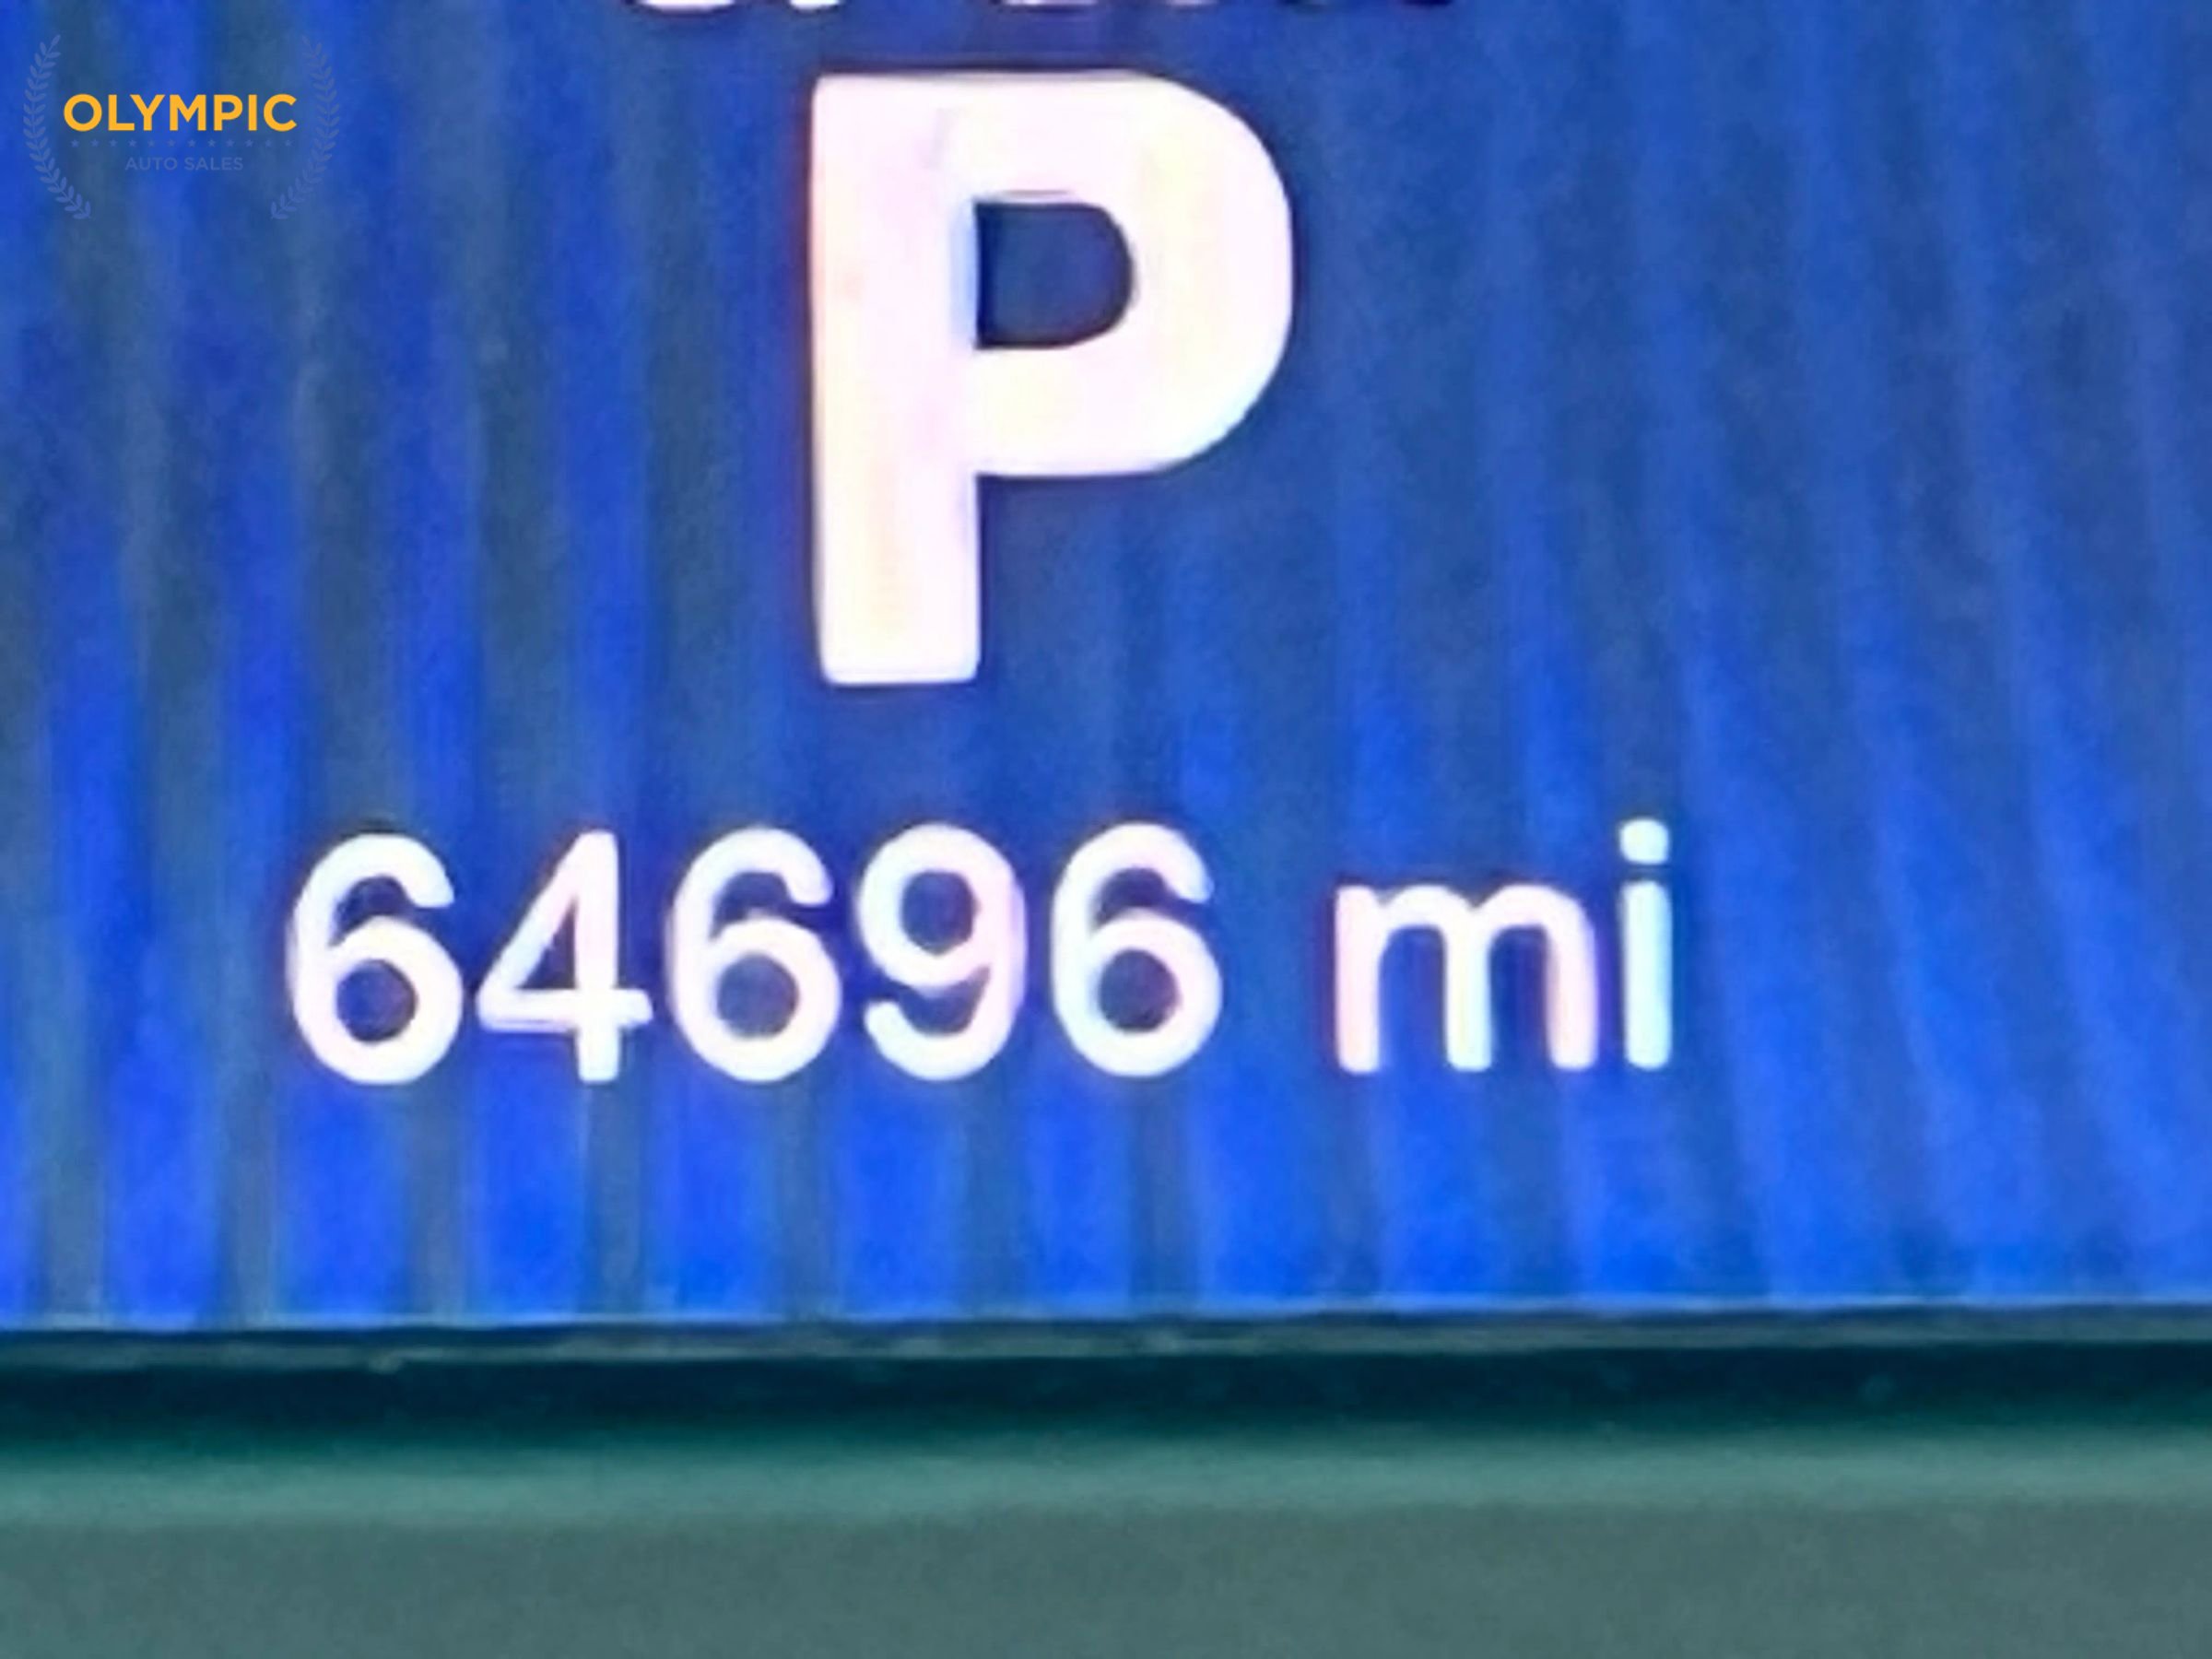 OLYMPIC
AUTO SALES
P
64696 mi